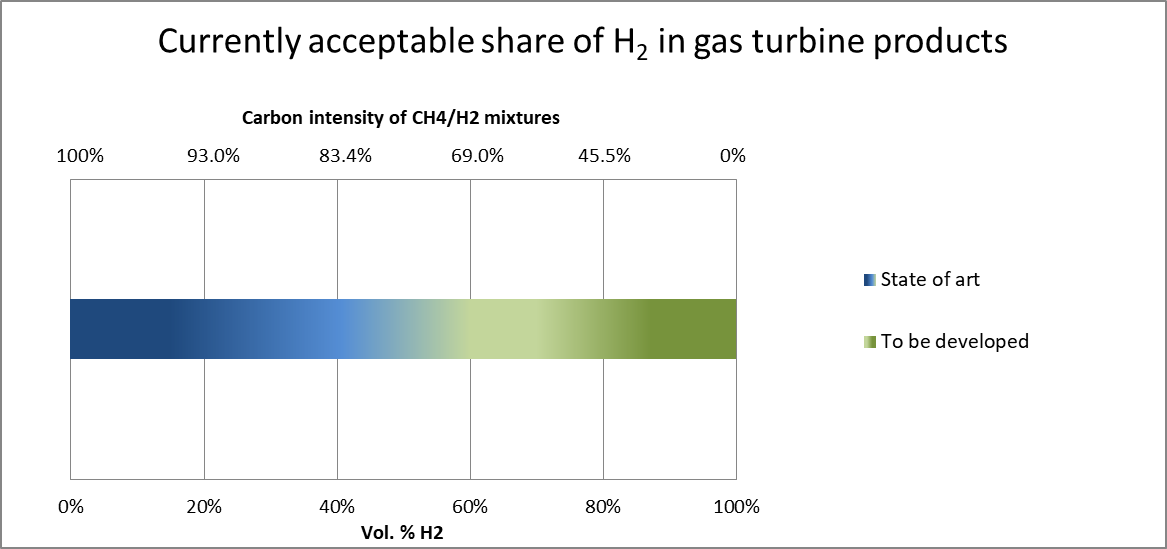 Currently acceptable share of H2 in gas turbine products
Carbon intensity of CH4/H2 mixtures
100% 93.0% 83.4% 69.0% 45.5% 0%
State of art
To be developed
0% 20% 40% 60% 80% 100%
Vol. % H2